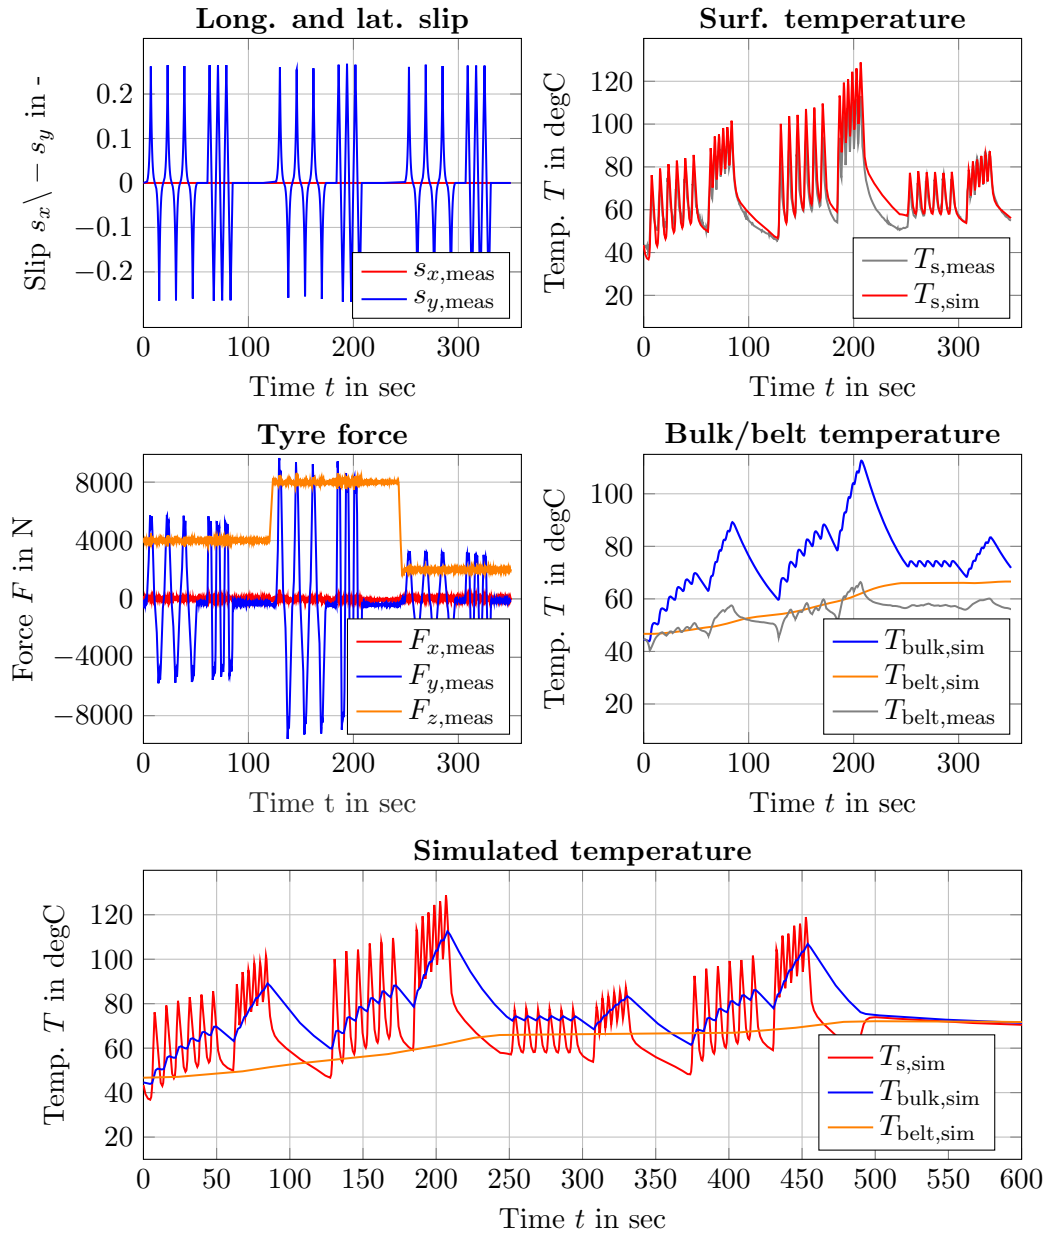 Long. and lat. slip
0.2
0.1
0
−0.1
−0.2
Slip s_x\ − s_y in -
s_x,meas
s_y,meas
0 100 200 300
Time t in sec
Surf. temperature
120
100
80
60
40
20
Temp. T in degC
T_s,meas
T_s,sim
0 100 200 300
Time t in sec
Tyre force
8000
4000
0
−4000
−8000
Force F in N
F_x,meas
F_y,meas
F_z,meas
0 100 200 300
Time t in sec
Bulk/belt temperature
100
80
60
40
20
Temp. T in degC
T_bulk,sim
T_belt,sim
T_belt,meas
0 100 200 300
Time t in sec
Simulated temperature
120
100
80
60
40
20
Temp. T in degC
T_s,sim
T_bulk,sim
T_belt,sim
0 50 100 150 200 250 300 350 400 450 500 550 600
Time t in sec